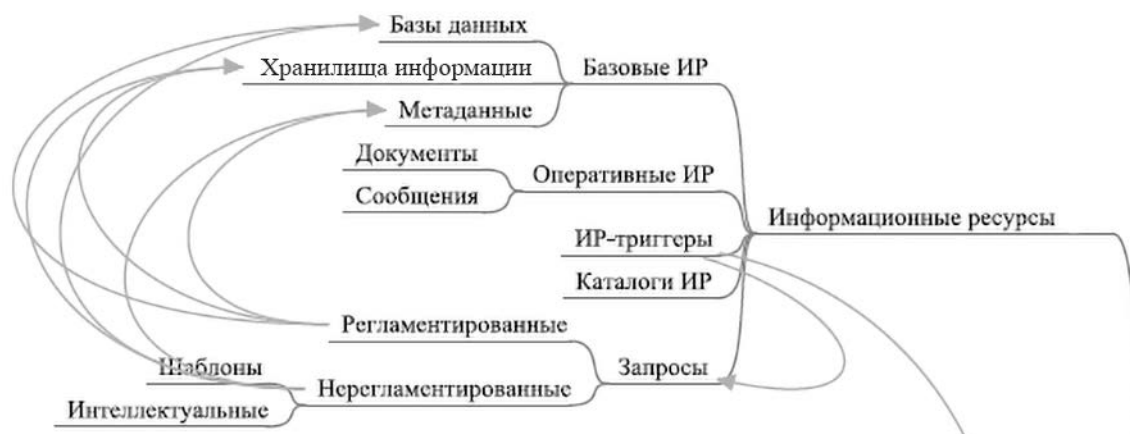 Базы данных
Хранилища информации
Базовые ИР
Метаданные
Документы
Оперативные ИР
Сообщения
Информационные ресурсы
ИР-триггеры
Каталоги ИР
Регламентированные
Запросы
Шаблоны
Нерегламентированные
Интеллектуальные